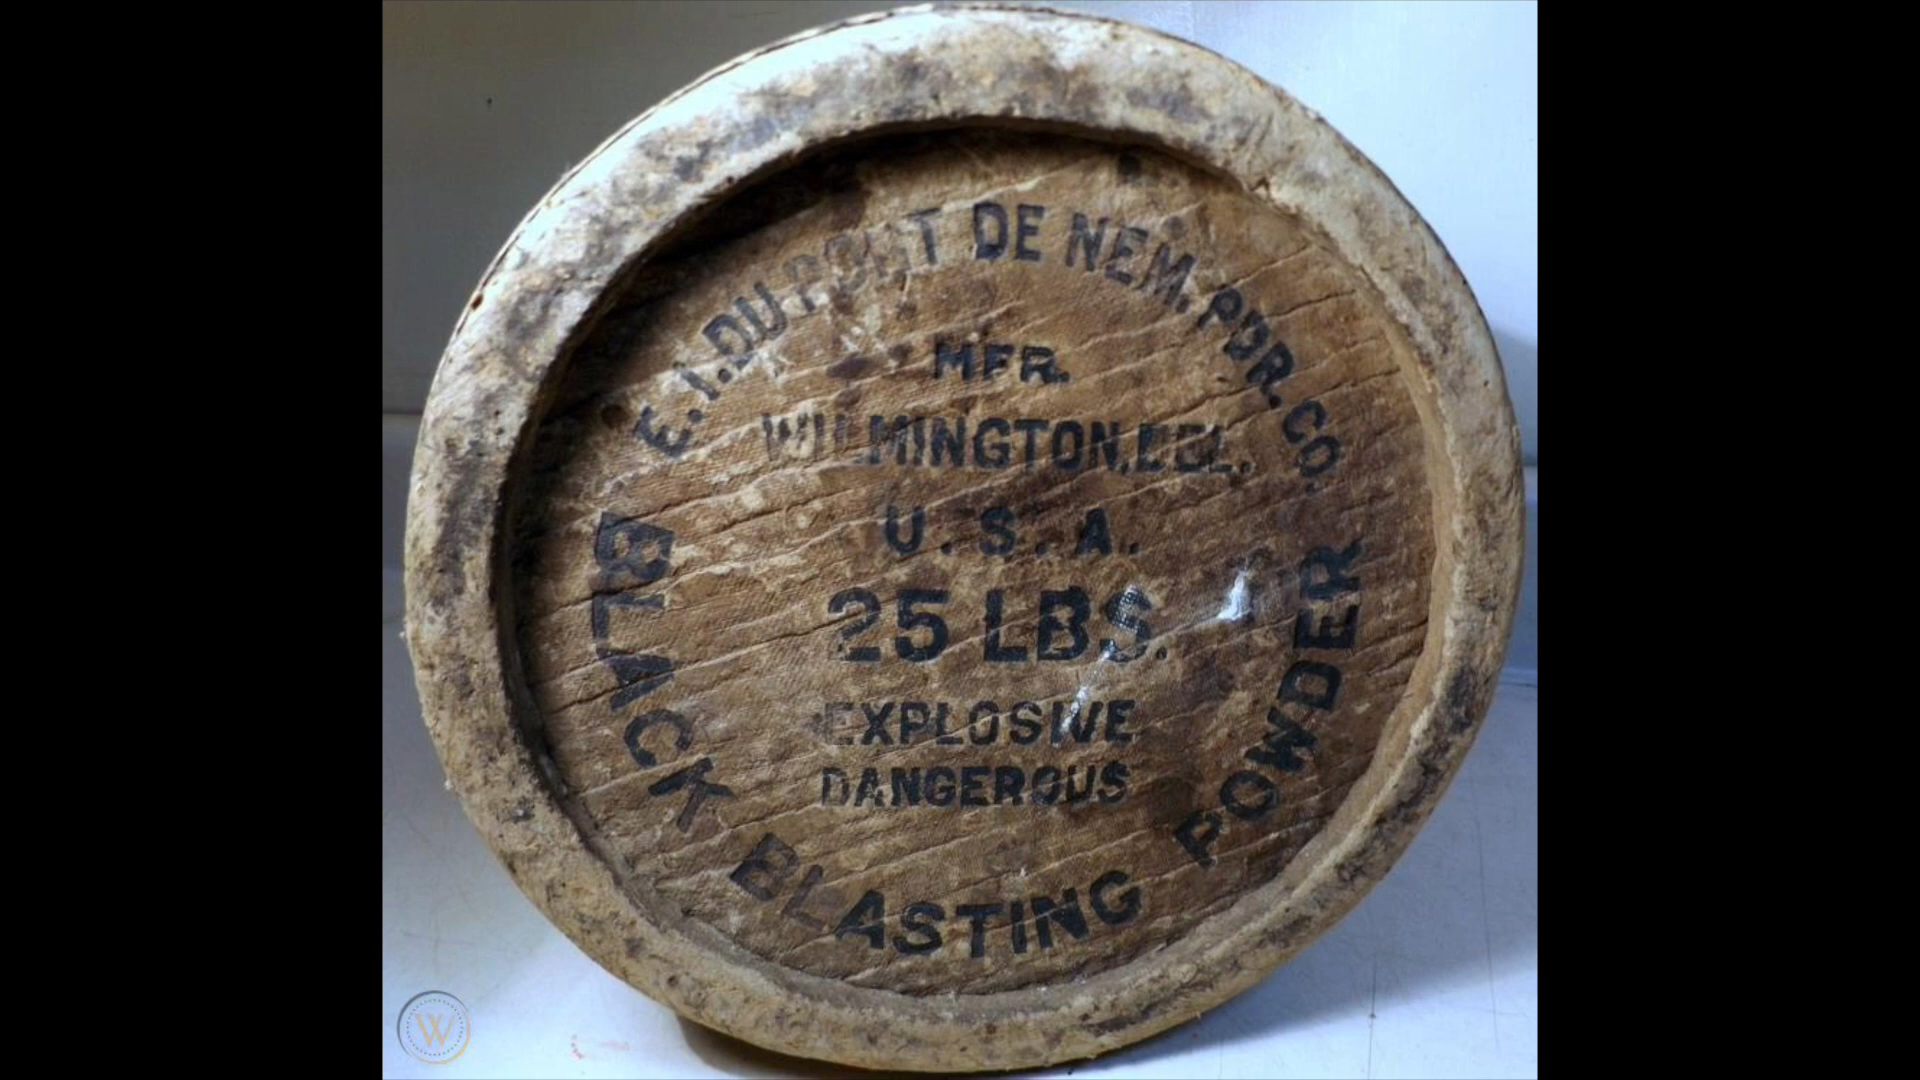 E.I. DU PONT DE NEM. PDR. CO.
MFR.
WILMINGTON, DEL.
U.S.A.
25 LBS.
EXPLOSIVE
DANGEROUS
BLACK BLASTING POWDER
W